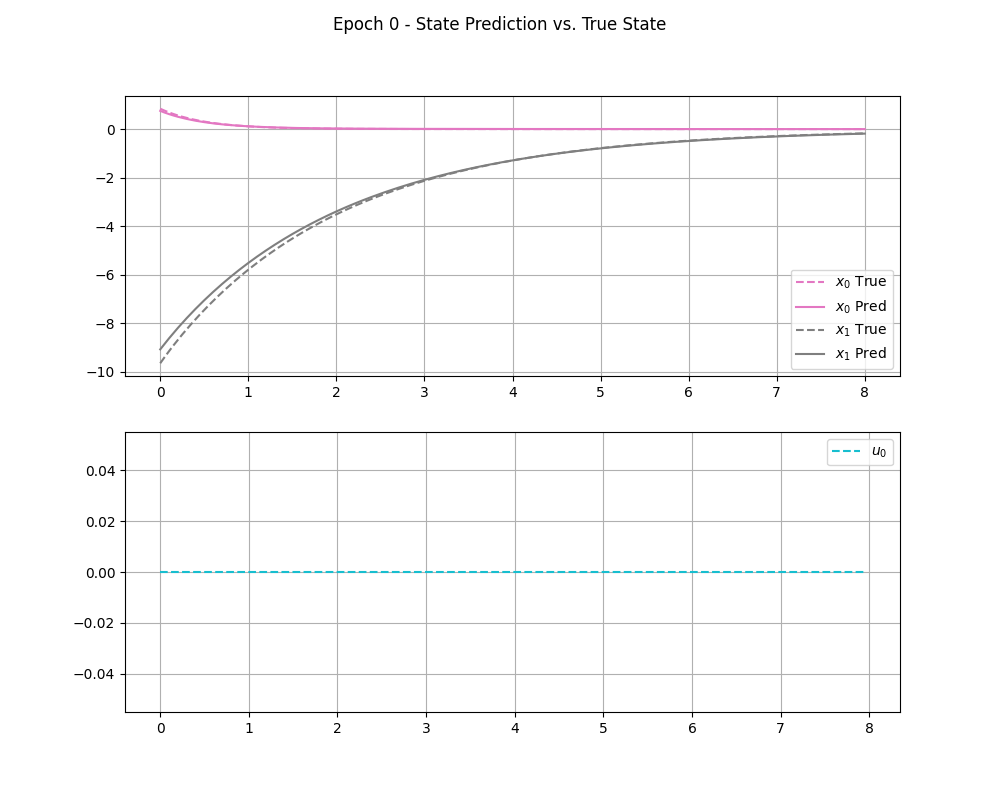 Epoch 0 - State Prediction vs. True State
0
−2
−4
−6
−8
−10
x0 True
x0 Pred
x1 True
x1 Pred
0 1 2 3 4 5 6 7 8
0.04
0.02
0.00
−0.02
−0.04
u0
0 1 2 3 4 5 6 7 8